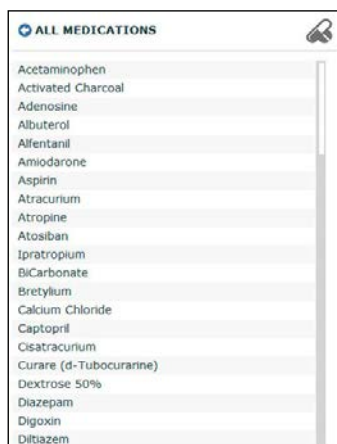 ALL MEDICATIONS
Acetaminophen
Activated Charcoal
Adenosine
Albuterol
Alfentanil
Amiodarone
Aspirin
Atracurium
Atropine
Atosiban
Ipratropium
BiCarbonate
Bretylium
Calcium Chloride
Captopril
Cisatracurium
Curare (d-Tubocurarine)
Dextrose 50%
Diazepam
Digoxin
Diltiazem